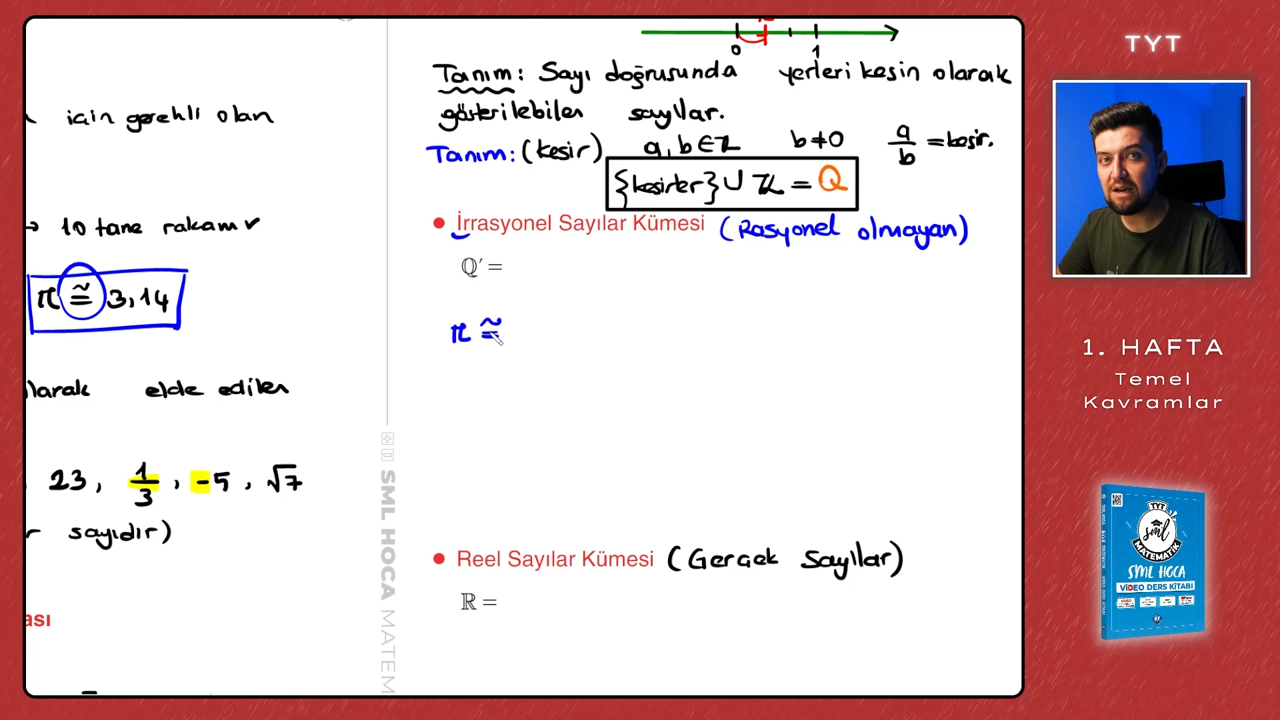 için gerekli olan
10 tane rakam
π ≅ 3,14
elde edilen
23, 1/3, -5, √7
sayıdır)
ası
0 1
Tanım: Sayı doğrusunda yerleri kesin olarak
gösterilebilen sayılar.
Tanım: (kesir) a, b ∈ ℤ b ≠ 0 a/b = kesir.
{kesirler} ∪ ℤ = Q
• İrrasyonel Sayılar Kümesi (Rasyonel olmayan)
ℚ′ =
π ≅
• Reel Sayılar Kümesi (Gerçek Sayılar)
ℝ =
SML HOCA MATEM
TYT
1. HAFTA
Temel
Kavramlar
TYT
sml
MATEMATİK
SML HOCA
VİDEO DERS KİTABI